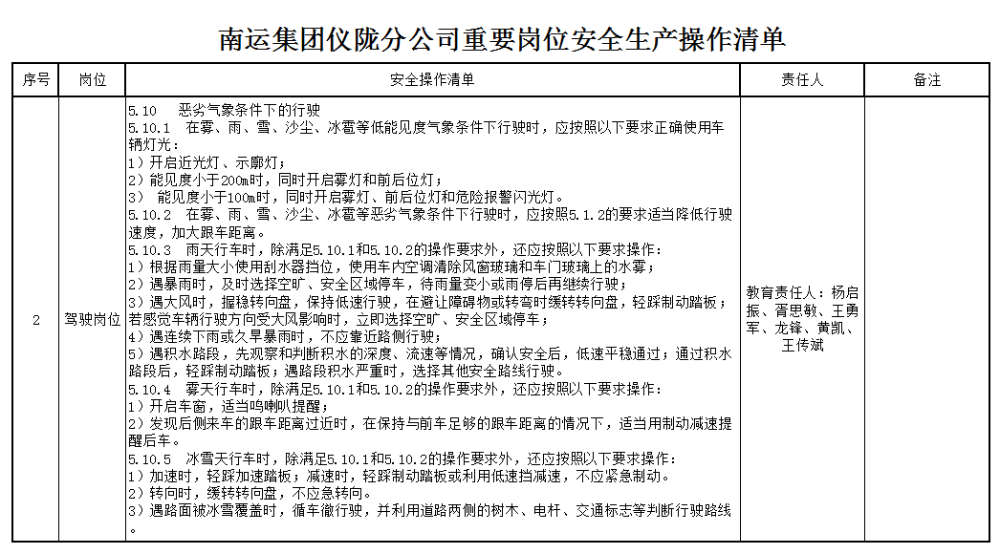 南运集团仪陇分公司重要岗位安全生产操作清单
序号 岗位 安全操作清单 责任人 备注
2
驾驶岗位
5.10 恶劣气象条件下的行驶
5.10.1 在雾、雨、雪、沙尘、冰雹等低能见度气象条件下行驶时，应按照以下要求正确使用车
辆灯光：
1）开启近光灯、示廓灯；
2）能见度小于200m时，同时开启雾灯和前后位灯；
3） 能见度小于100m时，同时开启雾灯、前后位灯和危险报警闪光灯。
5.10.2 在雾、雨、雪、沙尘、冰雹等恶劣气象条件下行驶时，应按照5.1.2的要求适当降低行驶
速度，加大跟车距离。
5.10.3 雨天行车时，除满足5.10.1和5.10.2的操作要求外，还应按照以下要求操作：
1）根据雨量大小使用刮水器挡位，使用车内空调清除风窗玻璃和车门玻璃上的水雾；
2）遇暴雨时，及时选择空旷、安全区域停车，待雨量变小或雨停后再继续行驶；
3）遇大风时，握稳转向盘，保持低速行驶，在避让障碍物或转弯时缓转转向盘，轻踩制动踏板；
若感觉车辆行驶方向受大风影响时，立即选择空旷、安全区域停车；
4）遇连续下雨或久旱暴雨时，不应靠近路侧行驶；
5）遇积水路段，先观察和判断积水的深度、流速等情况，确认安全后，低速平稳通过；通过积水
路段后，轻踩制动踏板；遇路段积水严重时，选择其他安全路线行驶。
5.10.4 雾天行车时，除满足5.10.1和5.10.2的操作要求外，还应按照以下要求操作：
1）开启车窗，适当鸣喇叭提醒；
2）发现后侧来车的跟车距离过近时，在保持与前车足够的跟车距离的情况下，适当用制动减速提
醒后车。
5.10.5 冰雪天行车时，除满足5.10.1和5.10.2的操作要求外，还应按照以下要求操作：
1）加速时，轻踩加速踏板；减速时，轻踩制动踏板或利用低速挡减速，不应紧急制动。
2）转向时，缓转转向盘，不应急转向。
3）遇路面被冰雪覆盖时，循车徹行驶，并利用道路两侧的树木、电杆、交通标志等判断行驶路线
。
教育责任人：杨启
振、胥思敏、王勇
军、龙锋、黄凯、
王传斌